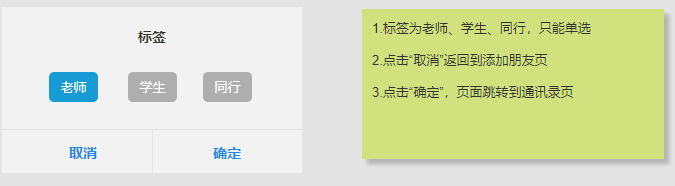 标签
老师 学生 同行
取消 确定
1.标签为老师、学生、同行，只能单选
2.点击“取消”返回到添加朋友页
3.点击“确定”，页面跳转到通讯录页